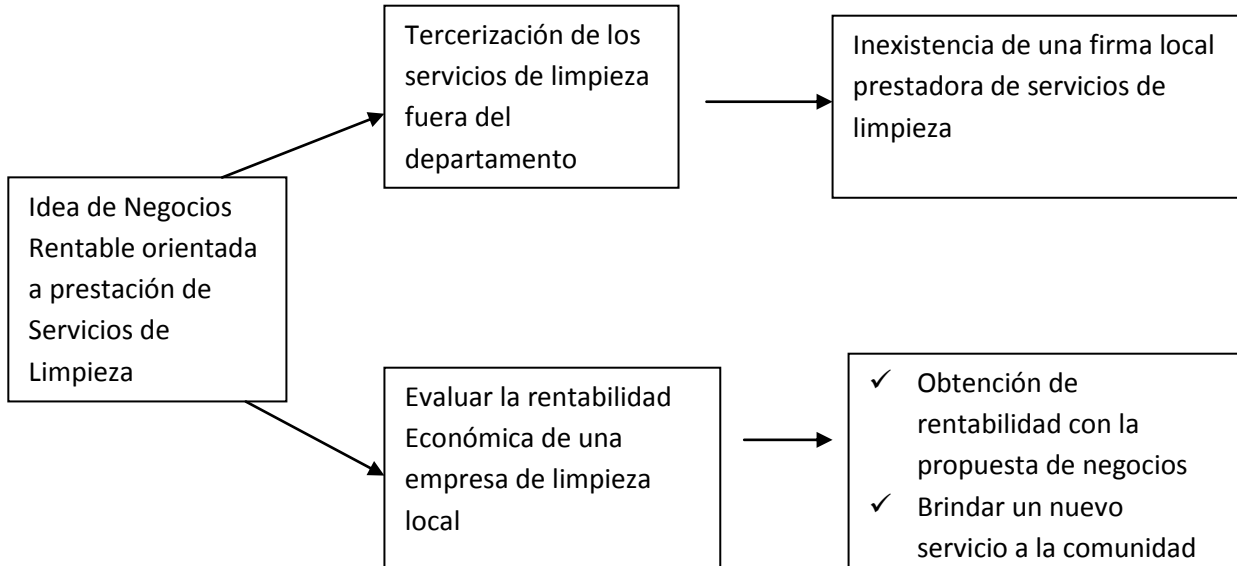 Idea de Negocios
Rentable orientada
a prestación de
Servicios de
Limpieza
Tercerización de los
servicios de limpieza
fuera del
departamento
Inexistencia de una firma local
prestadora de servicios de
limpieza
Evaluar la rentabilidad
Económica de una
empresa de limpieza
local
✓ Obtención de
rentabilidad con la
propuesta de negocios
✓ Brindar un nuevo
servicio a la comunidad